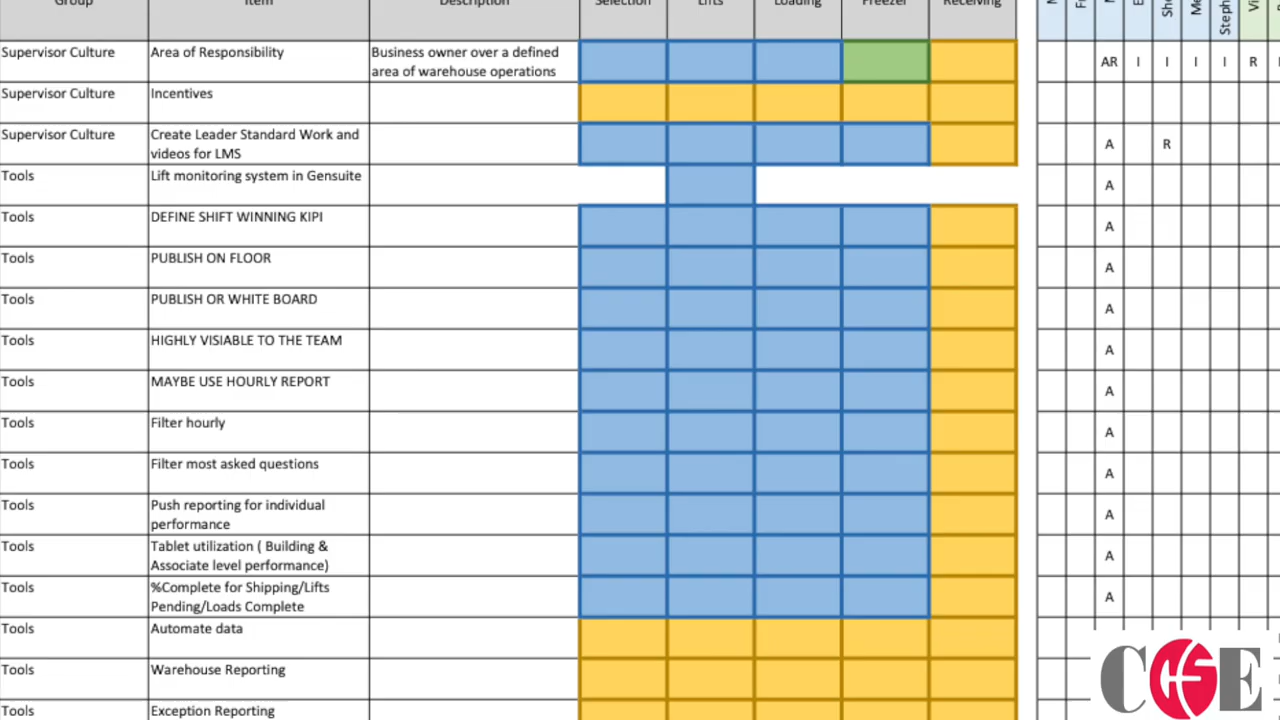 Group Item Description Selection Lifts Loading Freezer Receiving
Supervisor Culture Area of Responsibility Business owner over a defined
area of warehouse operations
AR I I I I R
Supervisor Culture Incentives
Supervisor Culture Create Leader Standard Work and
videos for LMS
A R
Tools Lift monitoring system in Gensuite A
Tools DEFINE SHIFT WINNING KIPI A
Tools PUBLISH ON FLOOR A
Tools PUBLISH OR WHITE BOARD A
Tools HIGHLY VISIABLE TO THE TEAM A
Tools MAYBE USE HOURLY REPORT A
Tools Filter hourly A
Tools Filter most asked questions A
Tools Push reporting for individual
performance
A
Tools Tablet utilization ( Building &
Associate level performance)
A
Tools %Complete for Shipping/Lifts
Pending/Loads Complete
A
Tools Automate data
Tools Warehouse Reporting
Tools Exception Reporting